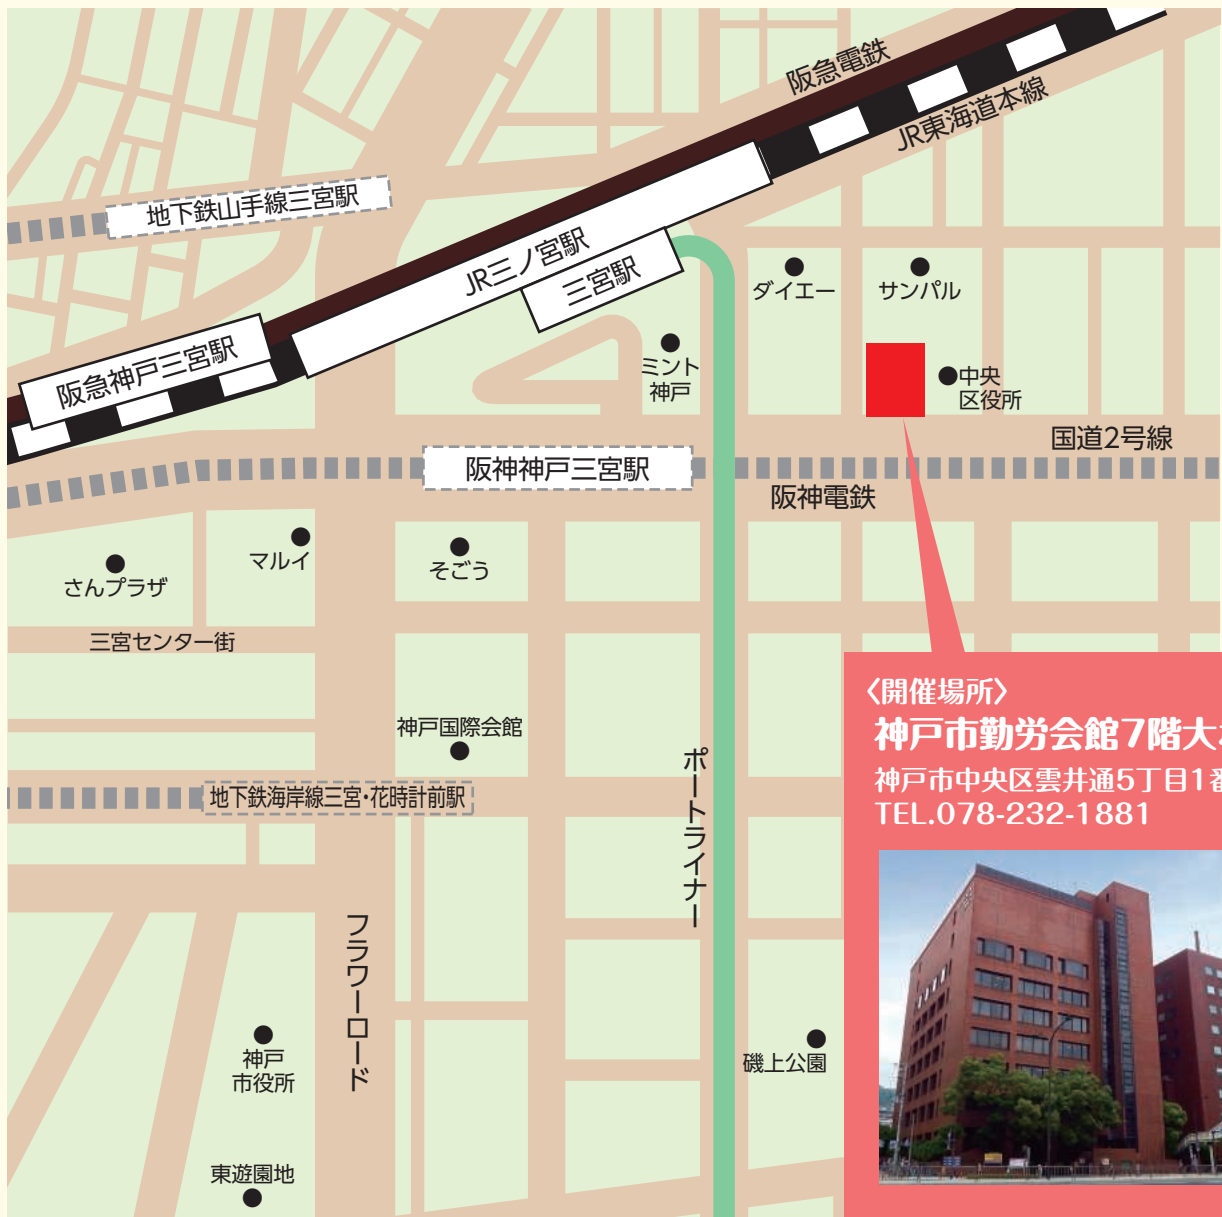 阪急電鉄
JR東海道本線
地下鉄山手線三宮駅
JR三ノ宮駅
三宮駅
ダイエー
サンパル
阪急神戸三宮駅
ミント
神戸
中央
区役所
国道2号線
阪神神戸三宮駅
阪神電鉄
マルイ
そごう
さんプラザ
三宮センター街
〈開催場所〉
神戸市勤労会館7階大
神戸市中央区雲井通5丁目1番
TEL.078-232-1881
神戸国際会館
ポートライナー
地下鉄海岸線三宮・花時計前駅
フラワーロード
神戸
市役所
磯上公園
東遊園地